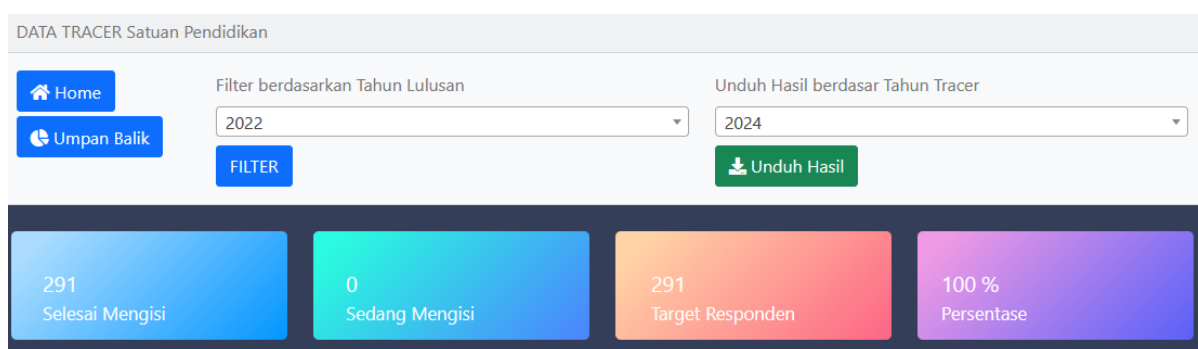 DATA TRACER Satuan Pendidikan
Home
Umpan Balik
Filter berdasarkan Tahun Lulusan
2022
FILTER
Unduh Hasil berdasar Tahun Tracer
2024
Unduh Hasil
291
Selesai Mengisi
0
Sedang Mengisi
291
Target Responden
100 %
Persentase